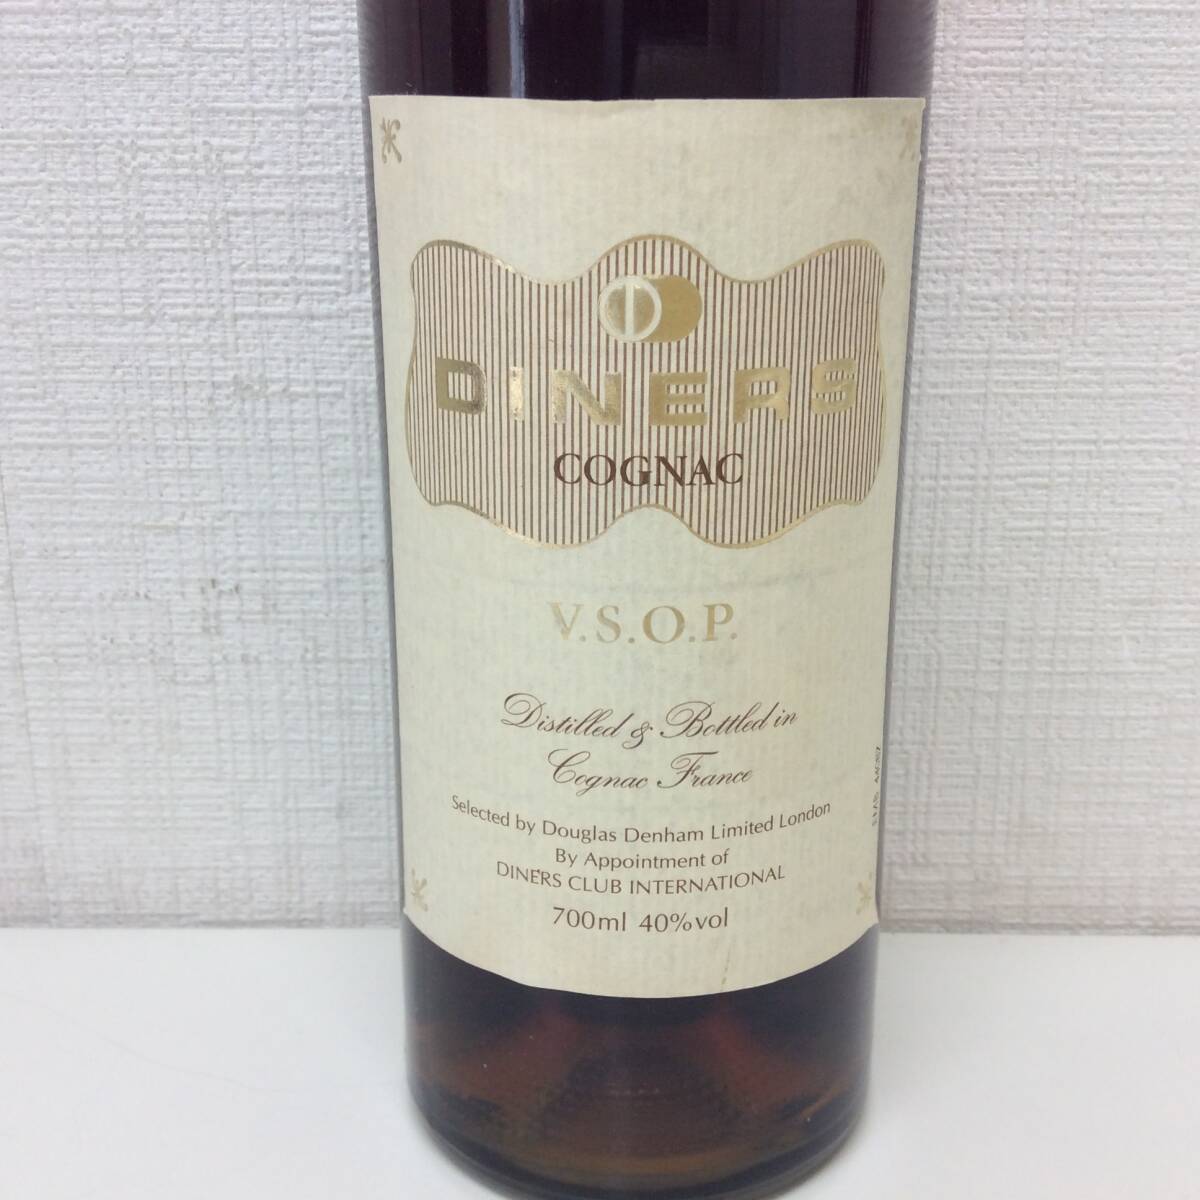 DINERS
COGNAC
V.S.O.P.
Distilled & Bottled in
Cognac France
Selected by Douglas Denham Limited London
By Appointment of
DINERS CLUB INTERNATIONAL
700ml 40%vol